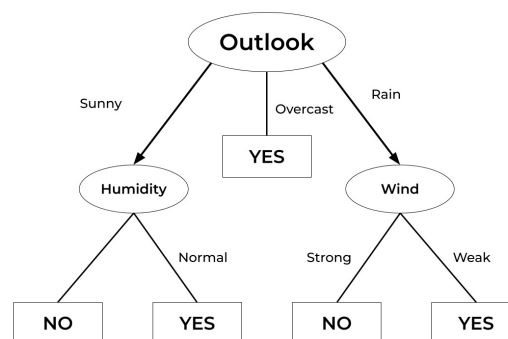 Outlook
Sunny
Overcast
Rain
YES
Humidity
Wind
Normal
Strong
Weak
NO
YES
NO
YES